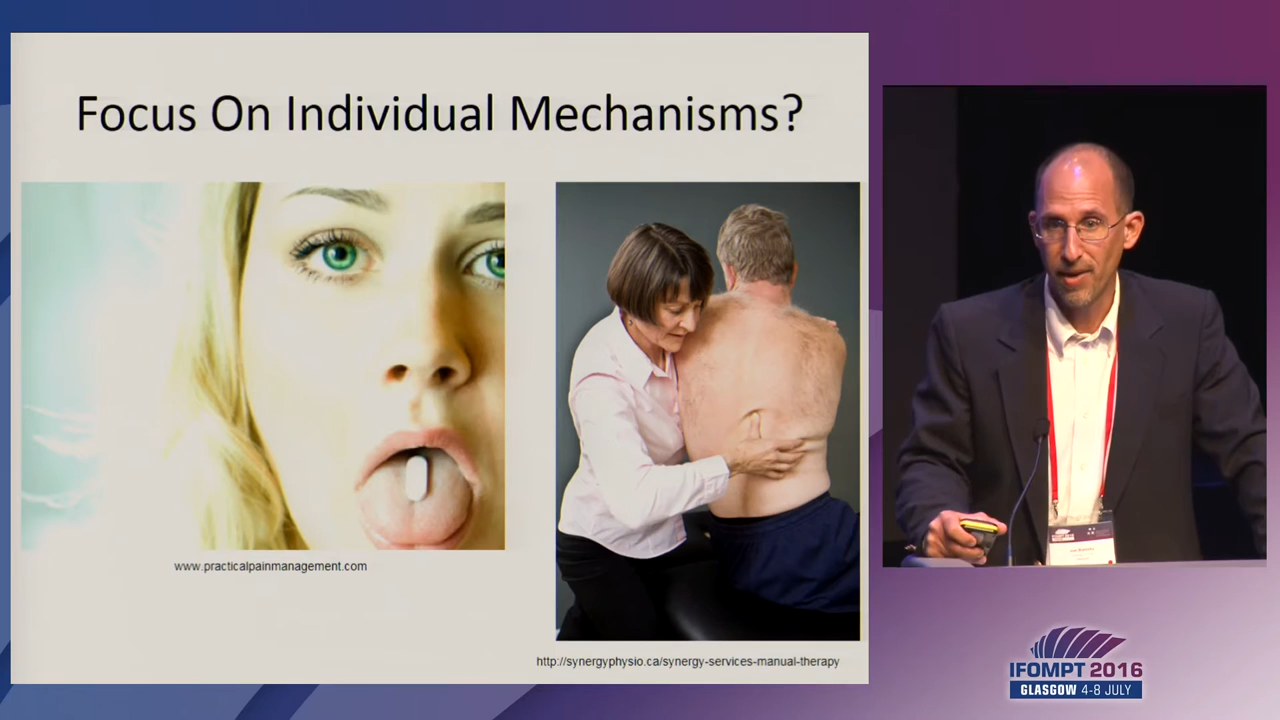 Focus On Individual Mechanisms?
www.practicalpainmanagement.com
http://synergyphysio.ca/synergy-services-manual-therapy
IFOMPT 2016
GLASGOW 4-8 JULY